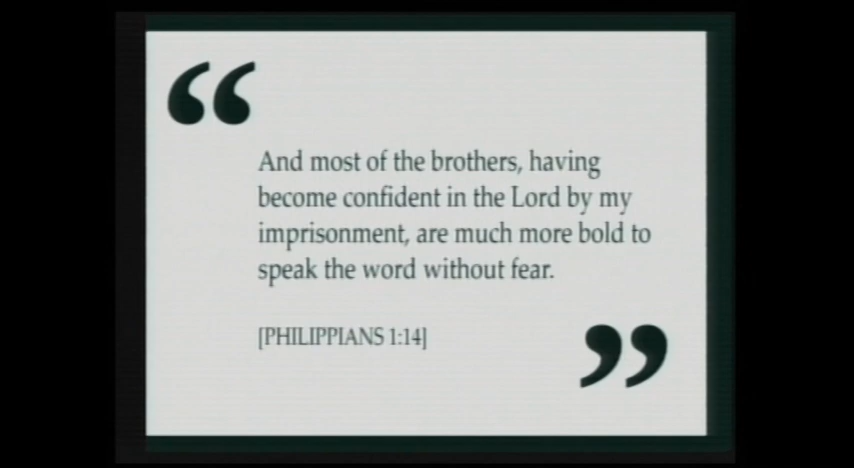 “
And most of the brothers, having
become confident in the Lord by my
imprisonment, are much more bold to
speak the word without fear.
[PHILIPPIANS 1:14]
”